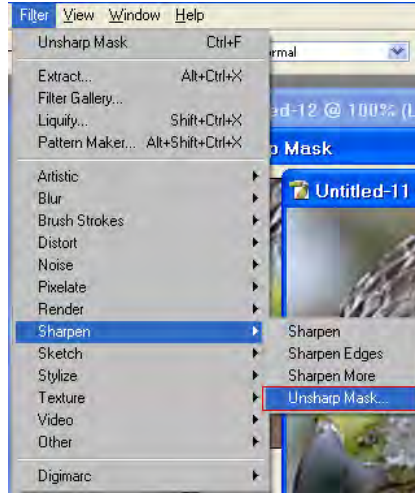 Filter View Window Help
Unsharp Mask Ctrl+F
rmal
Extract... Alt+Ctrl+X
Filter Gallery...
Liquify... Shift+Ctrl+X
Pattern Maker... Alt+Shift+Ctrl+X
ed-12 @ 100% (L
p Mask
Artistic
Blur
Untitled-11
Brush Strokes
Distort
Noise
Pixelate
Render
Sharpen
Sharpen
Sketch
Sharpen Edges
Stylize
Sharpen More
Texture
Unsharp Mask...
Video
Other
Digimarc